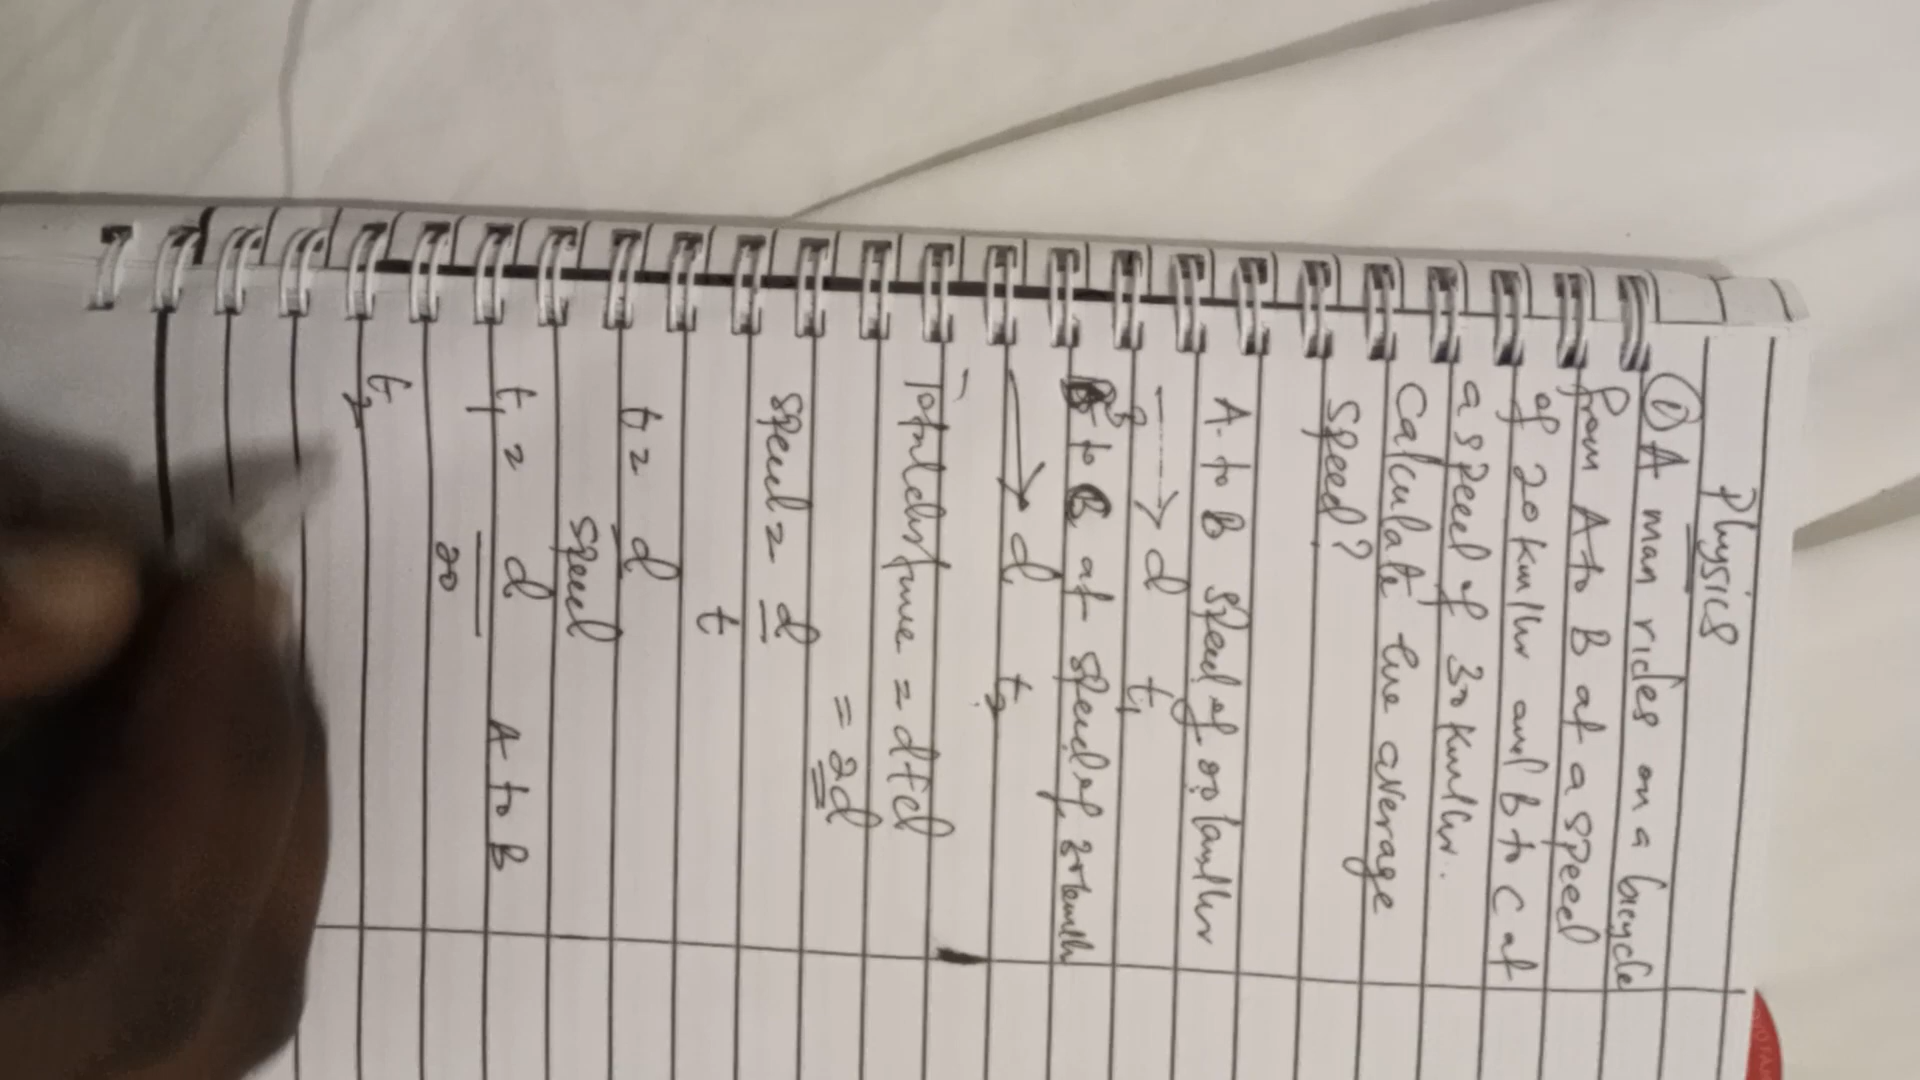 Physics
① A man rides on a bicycle
from A to B at a speed
of 20 km/hr and B to C at
a speed of 30 km/hr.
Calculate the average
speed?
A to B speed of 20 km/hr
→ d t₁
B to C at speed of 30 km/hr
→ d t₂
Total distance = d+d
= 2d
speed = d
t
t = d
speed
t₁ = d A to B
20
t₂